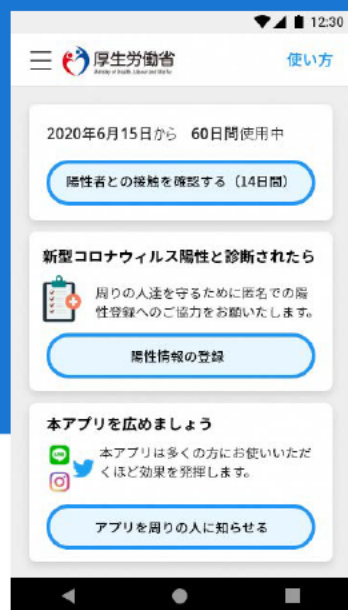 12:30
厚生労働省
Ministry of Health, Labour and Welfare
使い方
2020年6月15日から 60日間使用中
陽性者との接触を確認する（14日間）
新型コロナウィルス陽性と診断されたら
周りの人達を守るために匿名での陽
性登録へのご協力をお願いいたします。
陽性情報の登録
本アプリを広めましょう
LINE
本アプリは多くの方にお使いいただ
くほど効果を発揮します。
アプリを周りの人に知らせる